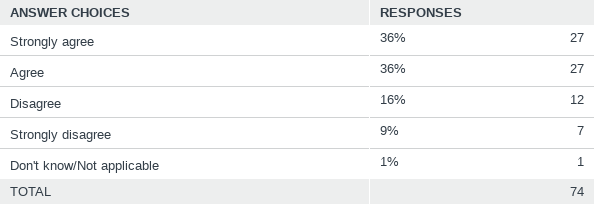 ANSWER CHOICES RESPONSES
Strongly agree 36% 27
Agree 36% 27
Disagree 16% 12
Strongly disagree 9% 7
Don't know/Not applicable 1% 1
TOTAL 74